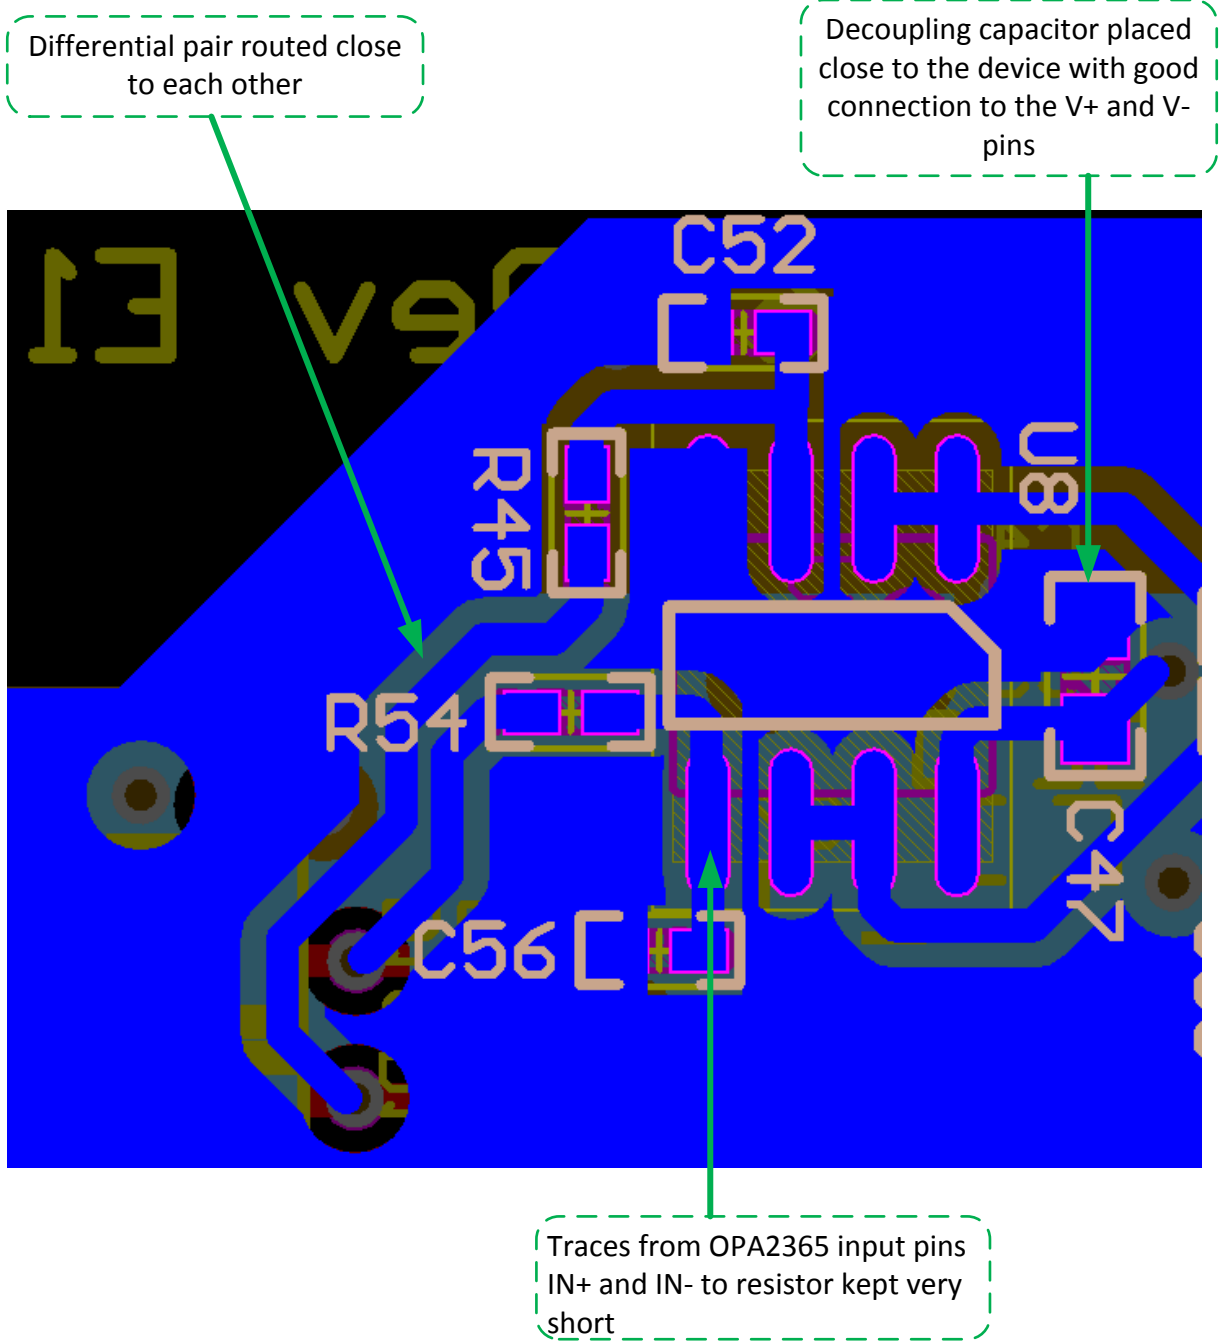 Differential pair routed close
to each other
Decoupling capacitor placed
close to the device with good
connection to the V+ and V-
pins
C52
Rev E1
R45
U8
R54
C47
C56
Traces from OPA2365 input pins
IN+ and IN- to resistor kept very
short